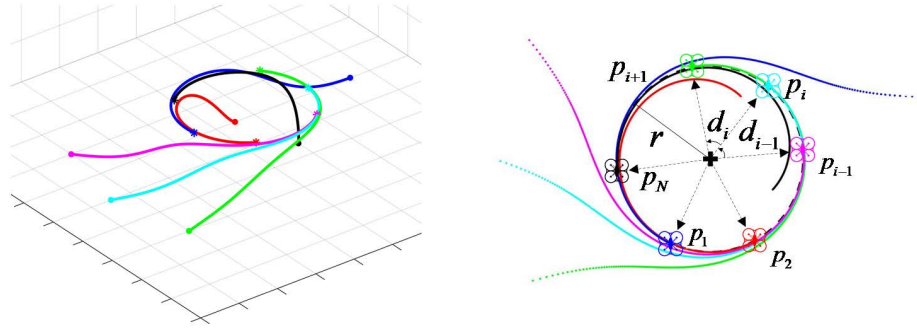 p_{i+1}
p_i
d_i
d_{i-1}
r
p_{i-1}
p_N
p_1
p_2